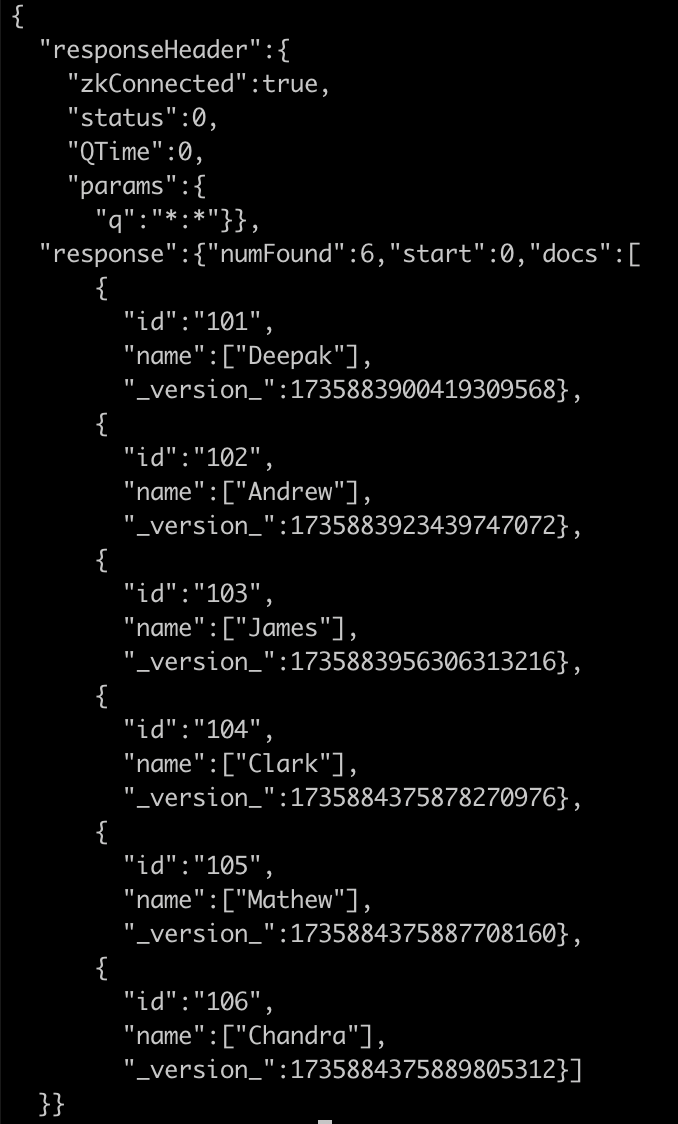 {
  "responseHeader":{
    "zkConnected":true,
    "status":0,
    "QTime":0,
    "params":{
      "q":"*:*"}},
  "response":{"numFound":6,"start":0,"docs":[
      {
        "id":"101",
        "name":["Deepak"],
        "_version_":1735883900419309568},
      {
        "id":"102",
        "name":["Andrew"],
        "_version_":1735883923439747072},
      {
        "id":"103",
        "name":["James"],
        "_version_":1735883956306313216},
      {
        "id":"104",
        "name":["Clark"],
        "_version_":1735884375878270976},
      {
        "id":"105",
        "name":["Mathew"],
        "_version_":1735884375887708160},
      {
        "id":"106",
        "name":["Chandra"],
        "_version_":1735884375889805312}]
  }}